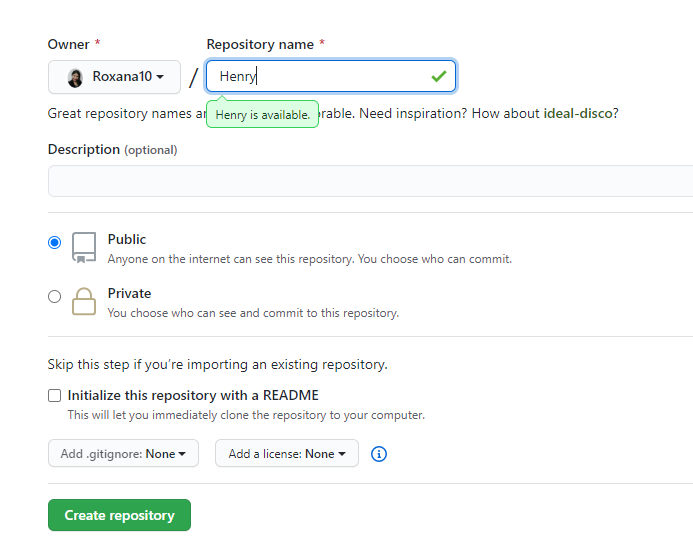 Owner * Repository name *
Roxana10 / Henry
Great repository names ar rable. Need inspiration? How about ideal-disco?
Henry is available.
Description (optional)
Public
Anyone on the internet can see this repository. You choose who can commit.
Private
You choose who can see and commit to this repository.
Skip this step if you’re importing an existing repository.
Initialize this repository with a README
This will let you immediately clone the repository to your computer.
Add .gitignore: None Add a license: None
Create repository